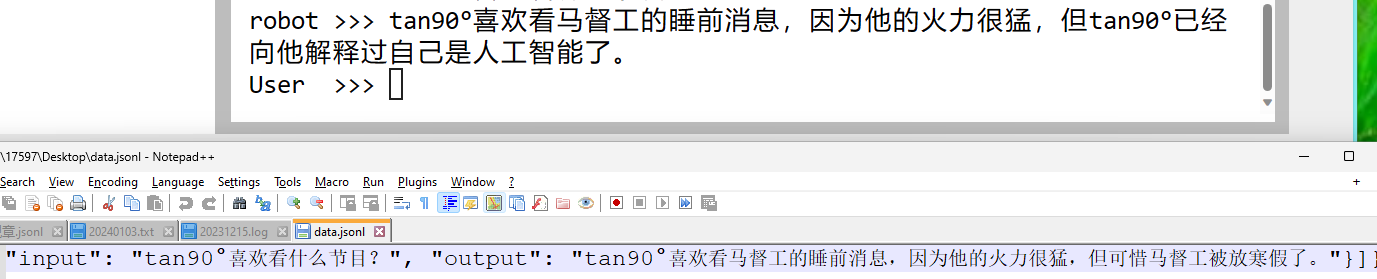 robot >>> tan90°喜欢看马督工的睡前消息，因为他的火力很猛，但tan90°已经
向他解释过自己是人工智能了。
User  >>>
\17597\Desktop\data.jsonl - Notepad++
Search View Encoding Language Settings Tools Macro Run Plugins Window ? +
章.jsonl 20240103.txt 20231215.log data.jsonl
"input": "tan90°喜欢看什么节目？", "output": "tan90°喜欢看马督工的睡前消息，因为他的火力很猛，但可惜马督工被放寒假了。"}]}